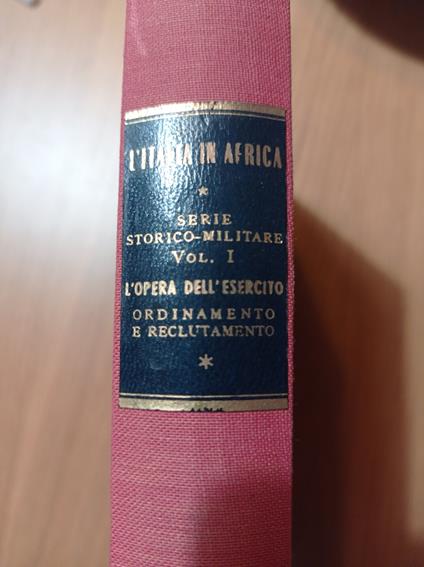 L'ITALIA IN AFRICA
*
SERIE
STORICO-MILITARE
VOL. I
L'OPERA DELL'ESERCITO
ORDINAMENTO
E RECLUTAMENTO
*